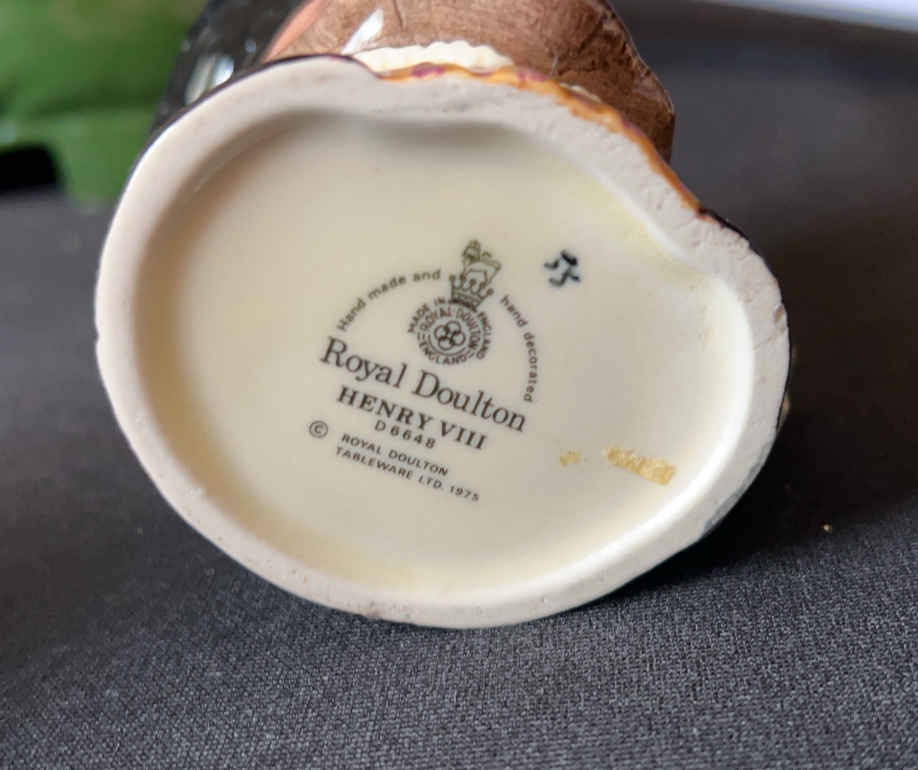 Hand made and hand decorated
MADE IN ENGLAND
ROYAL DOULTON
ENGLAND
Royal Doulton
HENRY VIII
D 6648
©
ROYAL DOULTON
TABLEWARE LTD. 1975